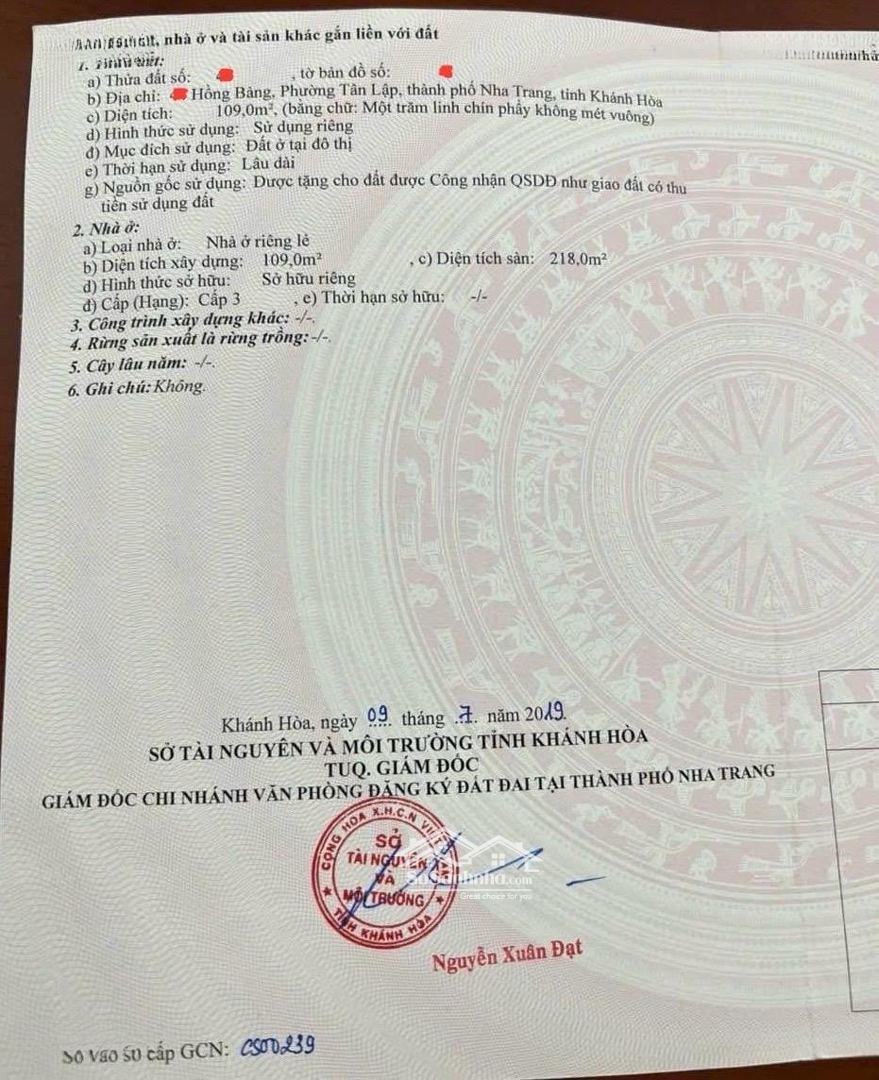 nhà ở và tài sản khác gắn liền với đất
1.
a) Thửa đất số: , tờ bản đồ số:
b) Địa chỉ: Hồng Bàng, Phường Tân Lập, thành phố Nha Trang, tỉnh Khánh Hòa
c) Diện tích: 109,0m², (bằng chữ: Một trăm linh chín phẩy không mét vuông)
d) Hình thức sử dụng: Sử dụng riêng
đ) Mục đích sử dụng: Đất ở tại đô thị
e) Thời hạn sử dụng: Lâu dài
g) Nguồn gốc sử dụng: Được tặng cho đất được Công nhận QSDĐ như giao đất có thu
tiền sử dụng đất
2. Nhà ở:
a) Loại nhà ở: Nhà ở riêng lẻ
b) Diện tích xây dựng: 109,0m² , c) Diện tích sàn: 218,0m²
d) Hình thức sở hữu: Sở hữu riêng
đ) Cấp (Hạng): Cấp 3 , e) Thời hạn sở hữu: -/-
3. Công trình xây dựng khác: -/-.
4. Rừng sản xuất là rừng trồng: -/-.
5. Cây lâu năm: -/-.
6. Ghi chú: Không.
Khánh Hòa, ngày 09 tháng 7 năm 2019.
SỞ TÀI NGUYÊN VÀ MÔI TRƯỜNG TỈNH KHÁNH HÒA
TUQ. GIÁM ĐỐC
GIÁM ĐỐC CHI NHÁNH VĂN PHÒNG ĐĂNG KÝ ĐẤT ĐAI TẠI THÀNH PHỐ NHA TRANG
CỘNG HÒA X.H.C.N VIỆT NAM
SỞ
TÀI NGUYÊN
VÀ
MÔI TRƯỜNG
TỈNH KHÁNH HÒA
Sosanhnha.com
Great choice for you
Nguyễn Xuân Đạt
Số vào sổ cấp GCN: CS00239